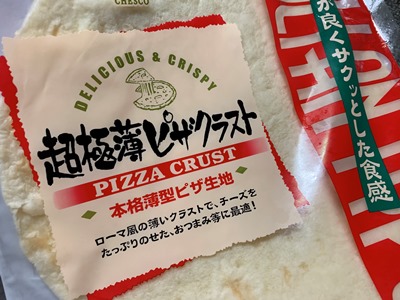 CHESCO
DELICIOUS & CRISPY
超極薄ピザクラスト
PIZZA CRUST
本格薄型ピザ生地
ローマ風の薄いクラストで、チーズを
たっぷりのせた、おつまみ等に最適!
が良くサクッとした食感